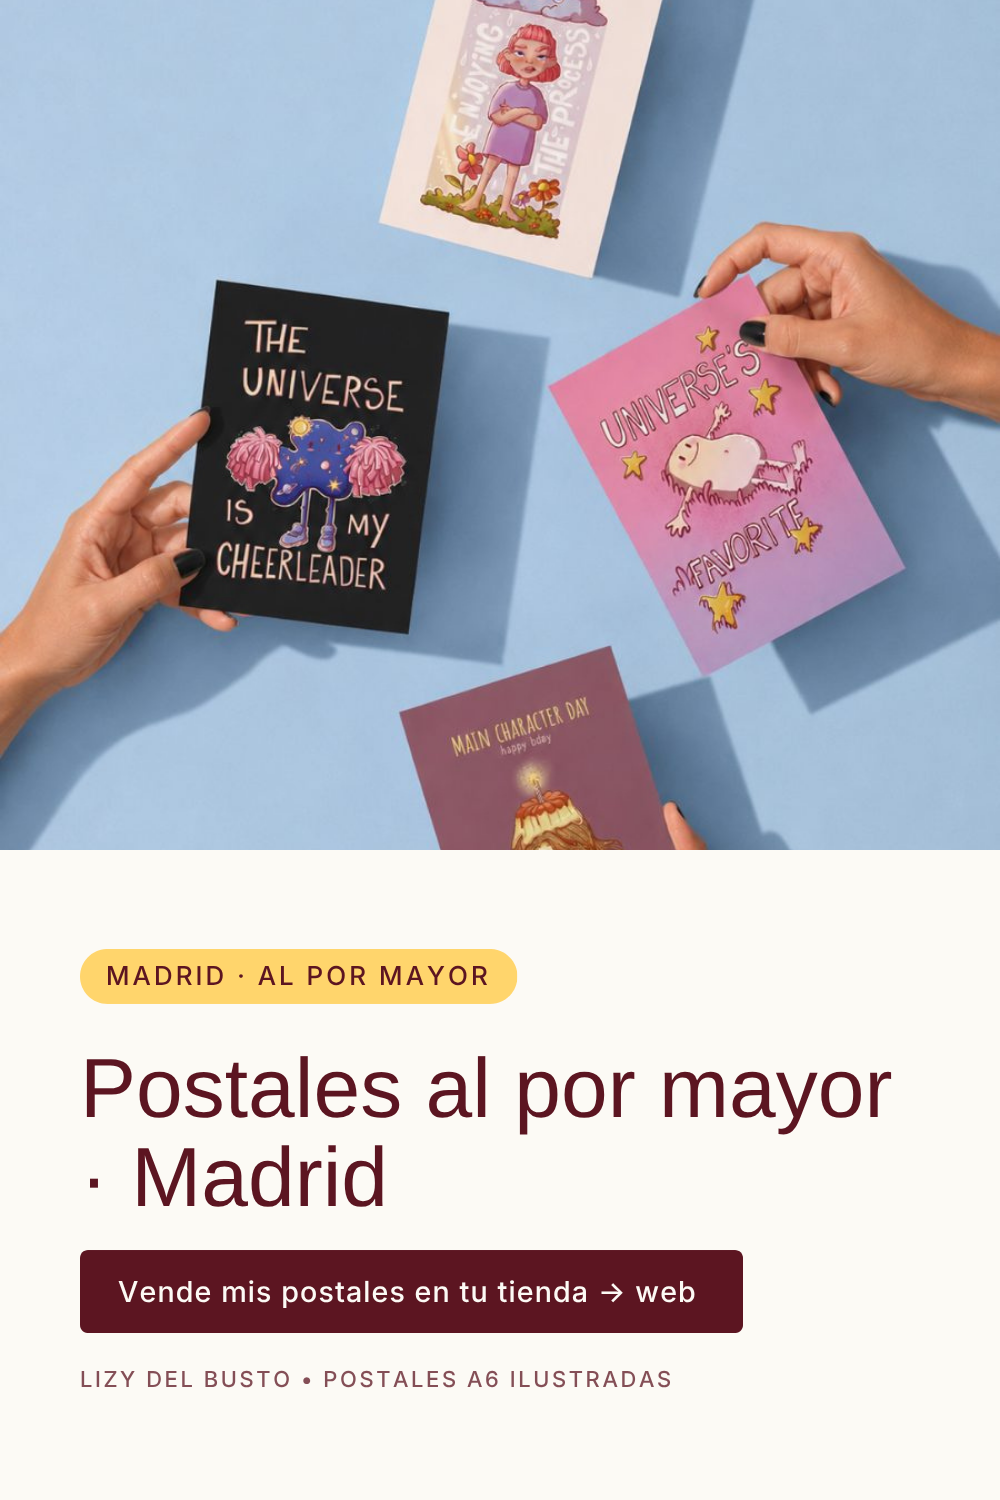 ENJOYING
THE PROCESS
THE
UNIVERSE
IS MY
CHEERLEADER
UNIVERSE'S
FAVORITE
MAIN CHARACTER DAY
happy bday
MADRID · AL POR MAYOR
Postales al por mayor
· Madrid
Vende mis postales en tu tienda → web
LIZY DEL BUSTO • POSTALES A6 ILUSTRADAS